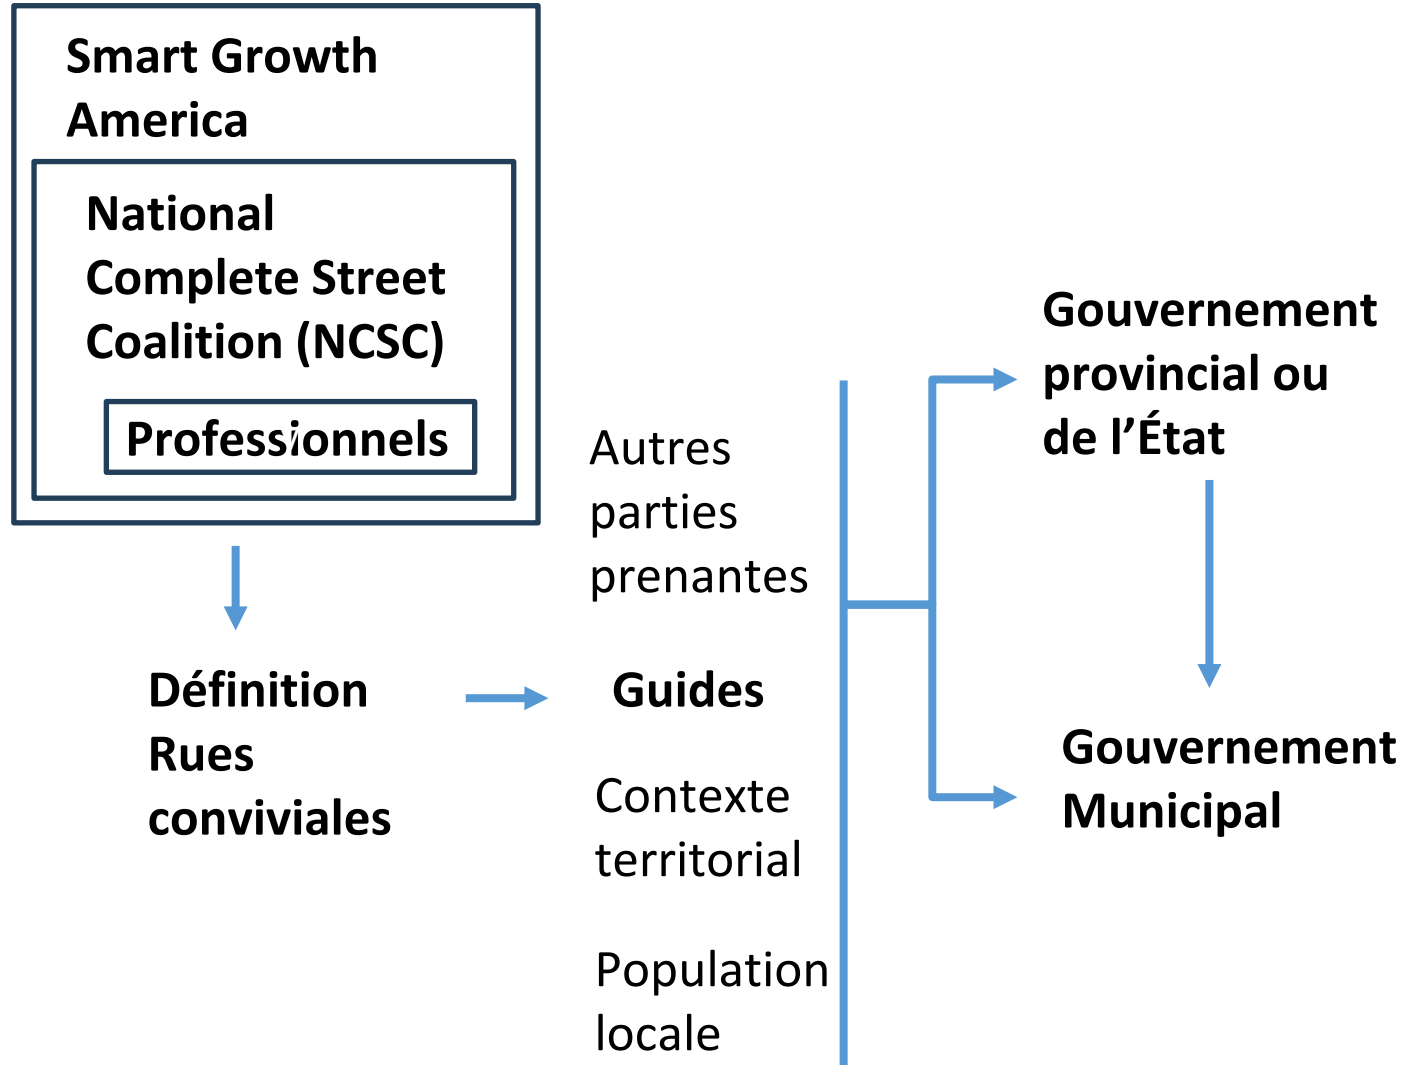 Smart Growth
America
National
Complete Street
Coalition (NCSC)
Professionnels
Définition
Rues
conviviales
Autres
parties
prenantes
Guides
Contexte
territorial
Population
locale
Gouvernement
provincial ou
de l’État
Gouvernement
Municipal